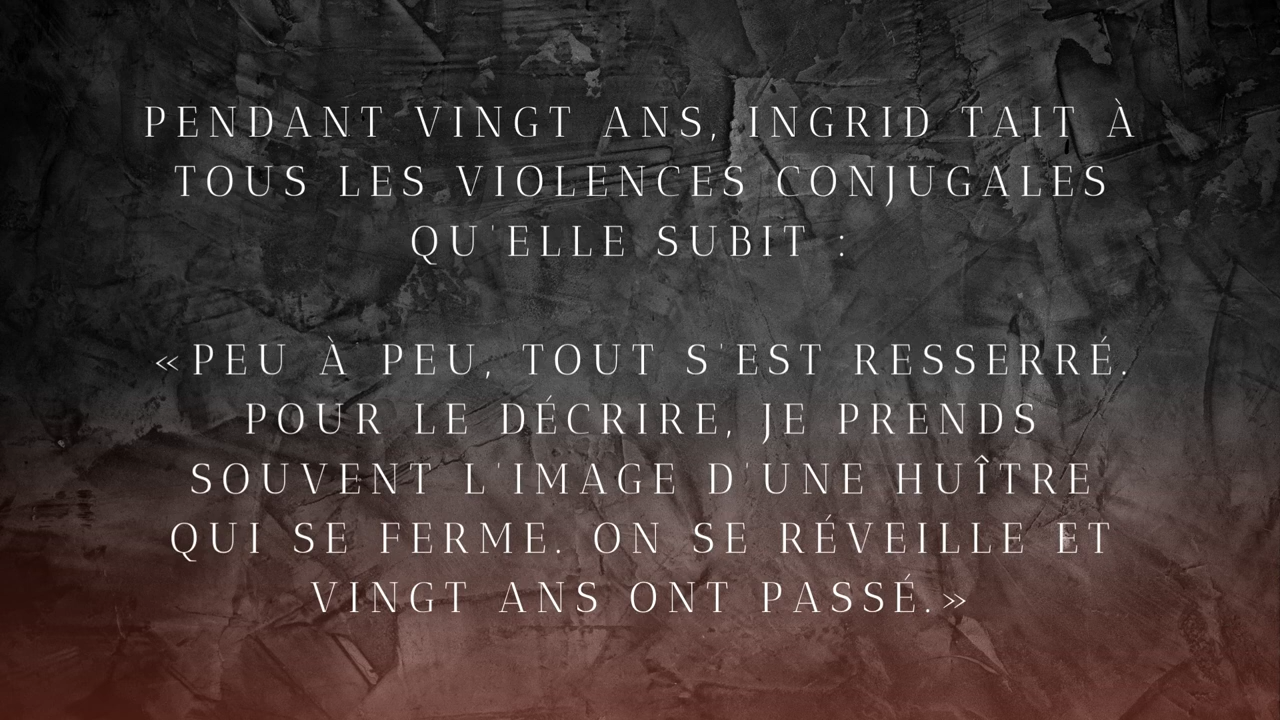 PENDANT VINGT ANS, INGRID TAIT À
TOUS LES VIOLENCES CONJUGALES
QU'ELLE SUBIT :
«PEU À PEU, TOUT S'EST RESSERRÉ.
POUR LE DÉCRIRE, JE PRENDS
SOUVENT L'IMAGE D'UNE HUÎTRE
QUI SE FERME. ON SE RÉVEILLE ET
VINGT ANS ONT PASSÉ.»